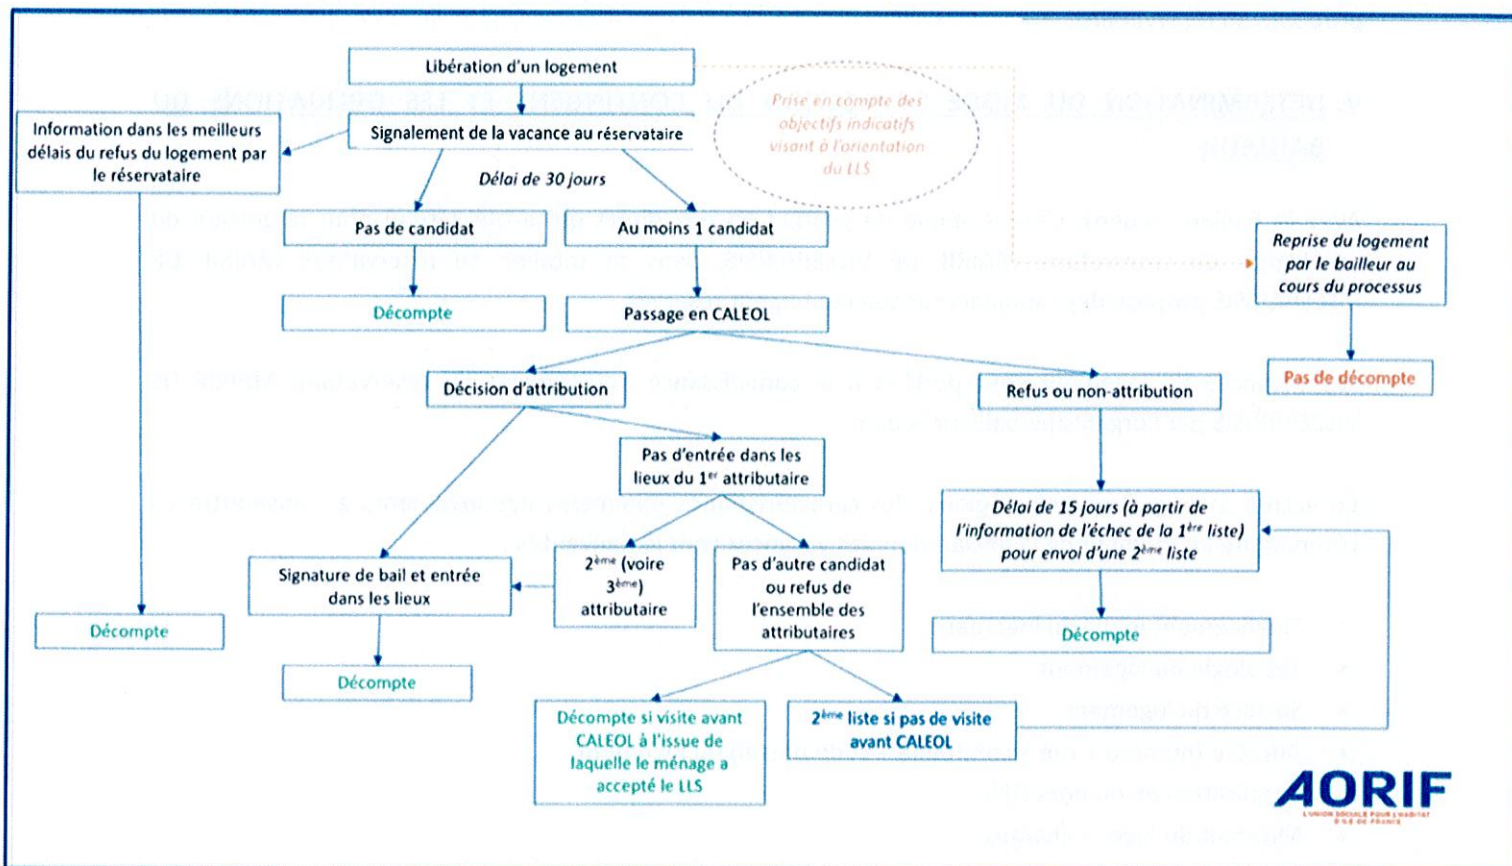 Libération d'un logement
Prise en compte des
objectifs indicatifs
visant à l'orientation
du LLS
Information dans les meilleurs
délais du refus du logement par
le réservataire
Signalement de la vacance au réservataire
Délai de 30 jours
Pas de candidat
Au moins 1 candidat
Reprise du logement
par le bailleur au
cours du processus
Décompte
Passage en CALEOL
Pas de décompte
Décision d'attribution
Refus ou non-attribution
Pas d'entrée dans les
lieux du 1er attributaire
Délai de 15 jours (à partir de
l'information de l'échec de la 1ère liste)
pour envoi d'une 2ème liste
Signature de bail et entrée
dans les lieux
2ème (voire
3ème)
attributaire
Pas d'autre candidat
ou refus de
l'ensemble des
attributaires
Décompte
Décompte
Décompte
Décompte si visite avant
CALEOL à l'issue de
laquelle le ménage a
accepté le LLS
2ème liste si pas de visite
avant CALEOL
AORIF
L'UNION SOCIALE POUR L'HABITAT
D'ÎLE-DE-FRANCE